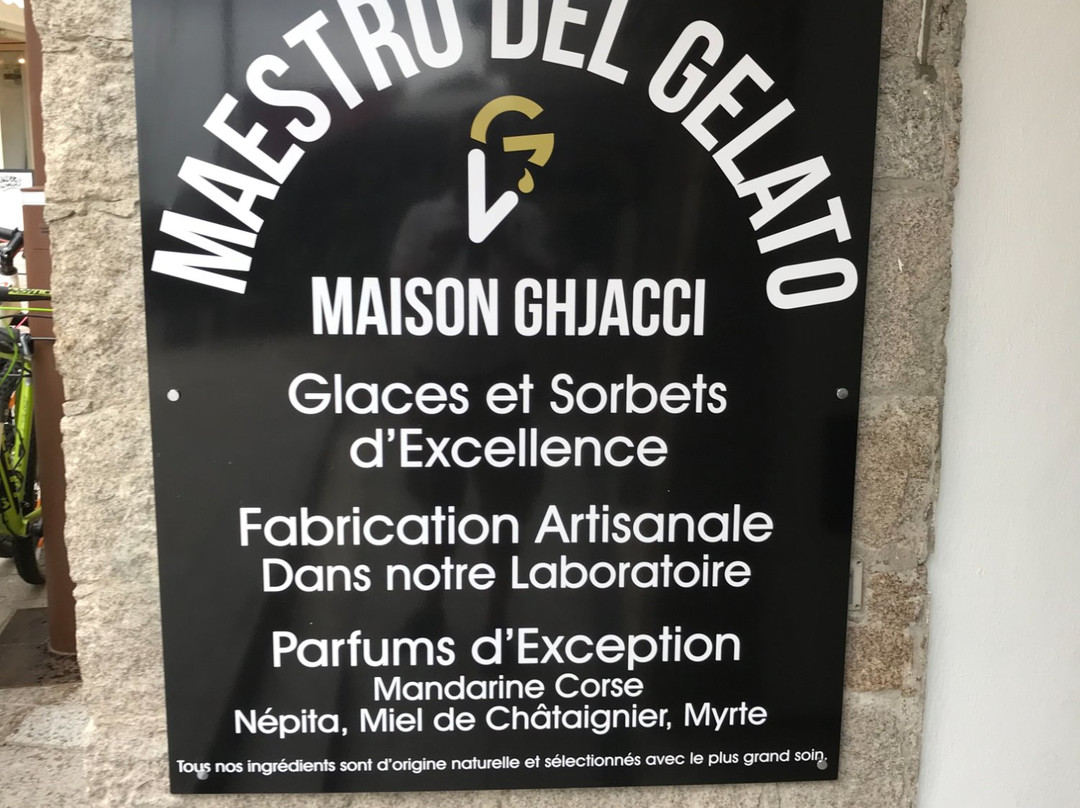 MAESTRO DEL GELATO
GV
MAISON GHJACCI
Glaces et Sorbets
d'Excellence
Fabrication Artisanale
Dans notre Laboratoire
Parfums d'Exception
Mandarine Corse
Népita, Miel de Châtaignier, Myrte
Tous nos ingrédients sont d'origine naturelle et sélectionnés avec le plus grand soin.